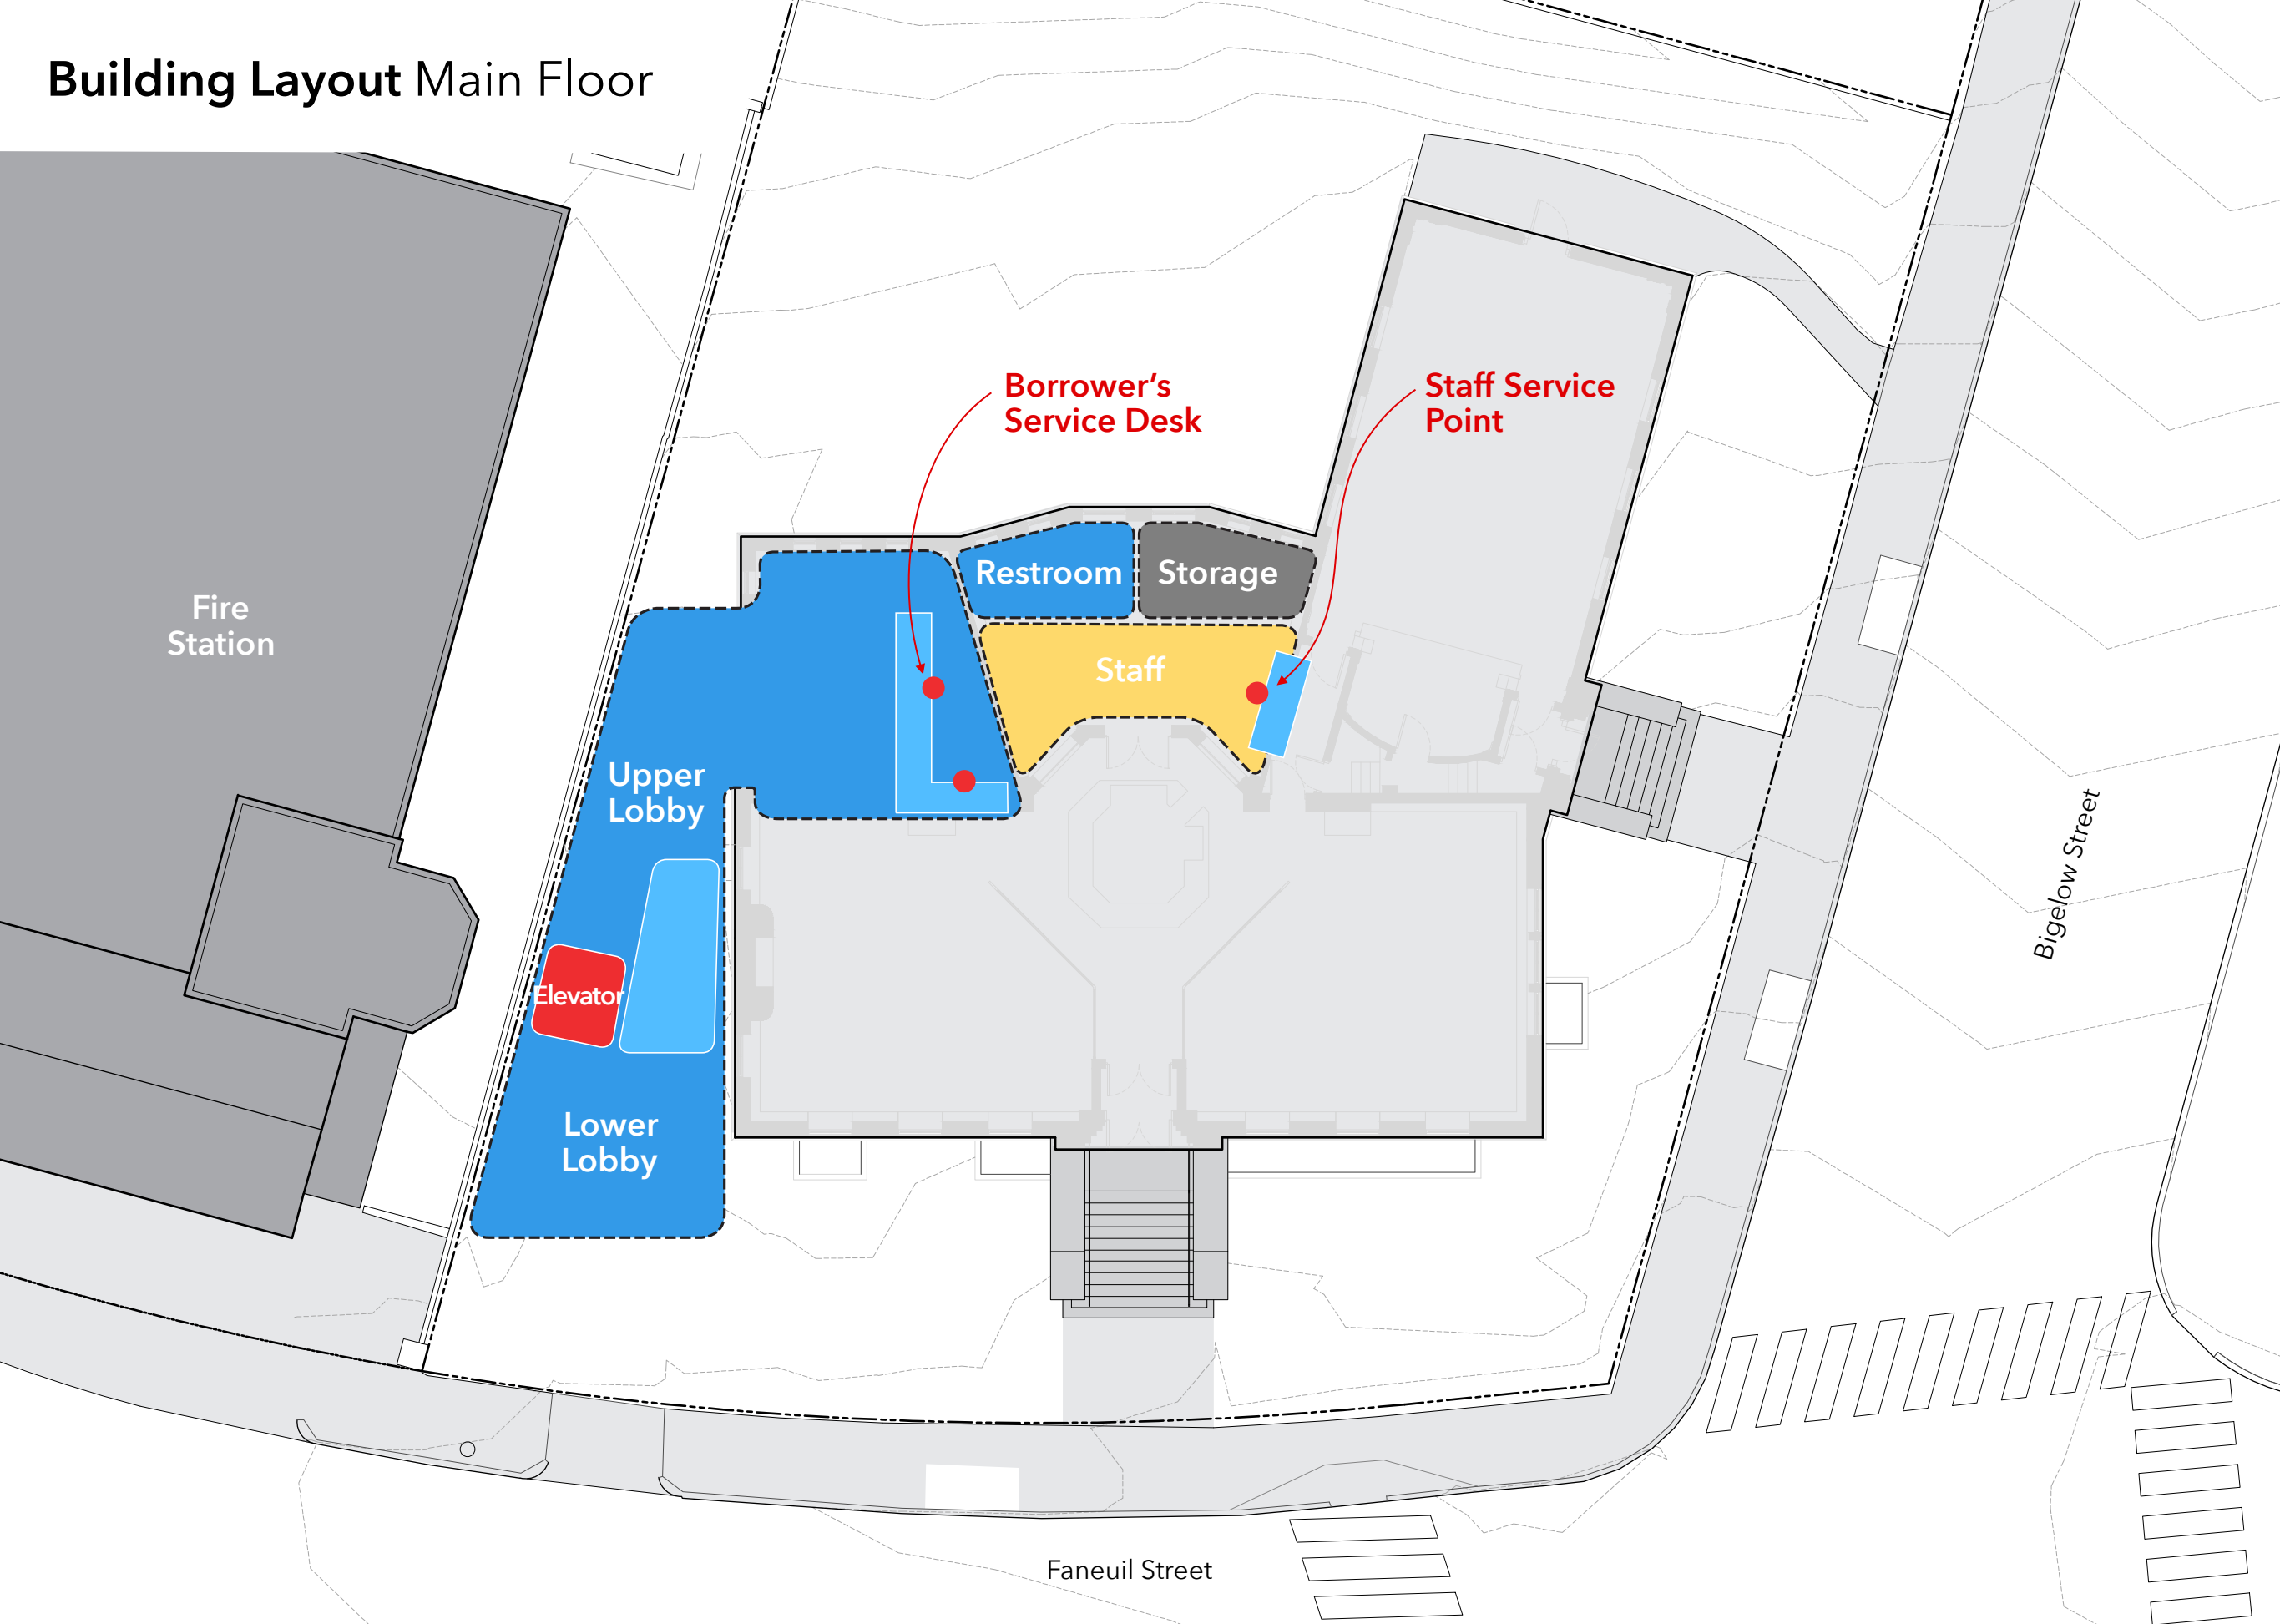 Building Layout Main Floor
Borrower’s
Service Desk
Staff Service
Point
Restroom
Storage
Fire
Station
Staff
Upper
Lobby
Elevator
Bigelow Street
Lower
Lobby
Faneuil Street